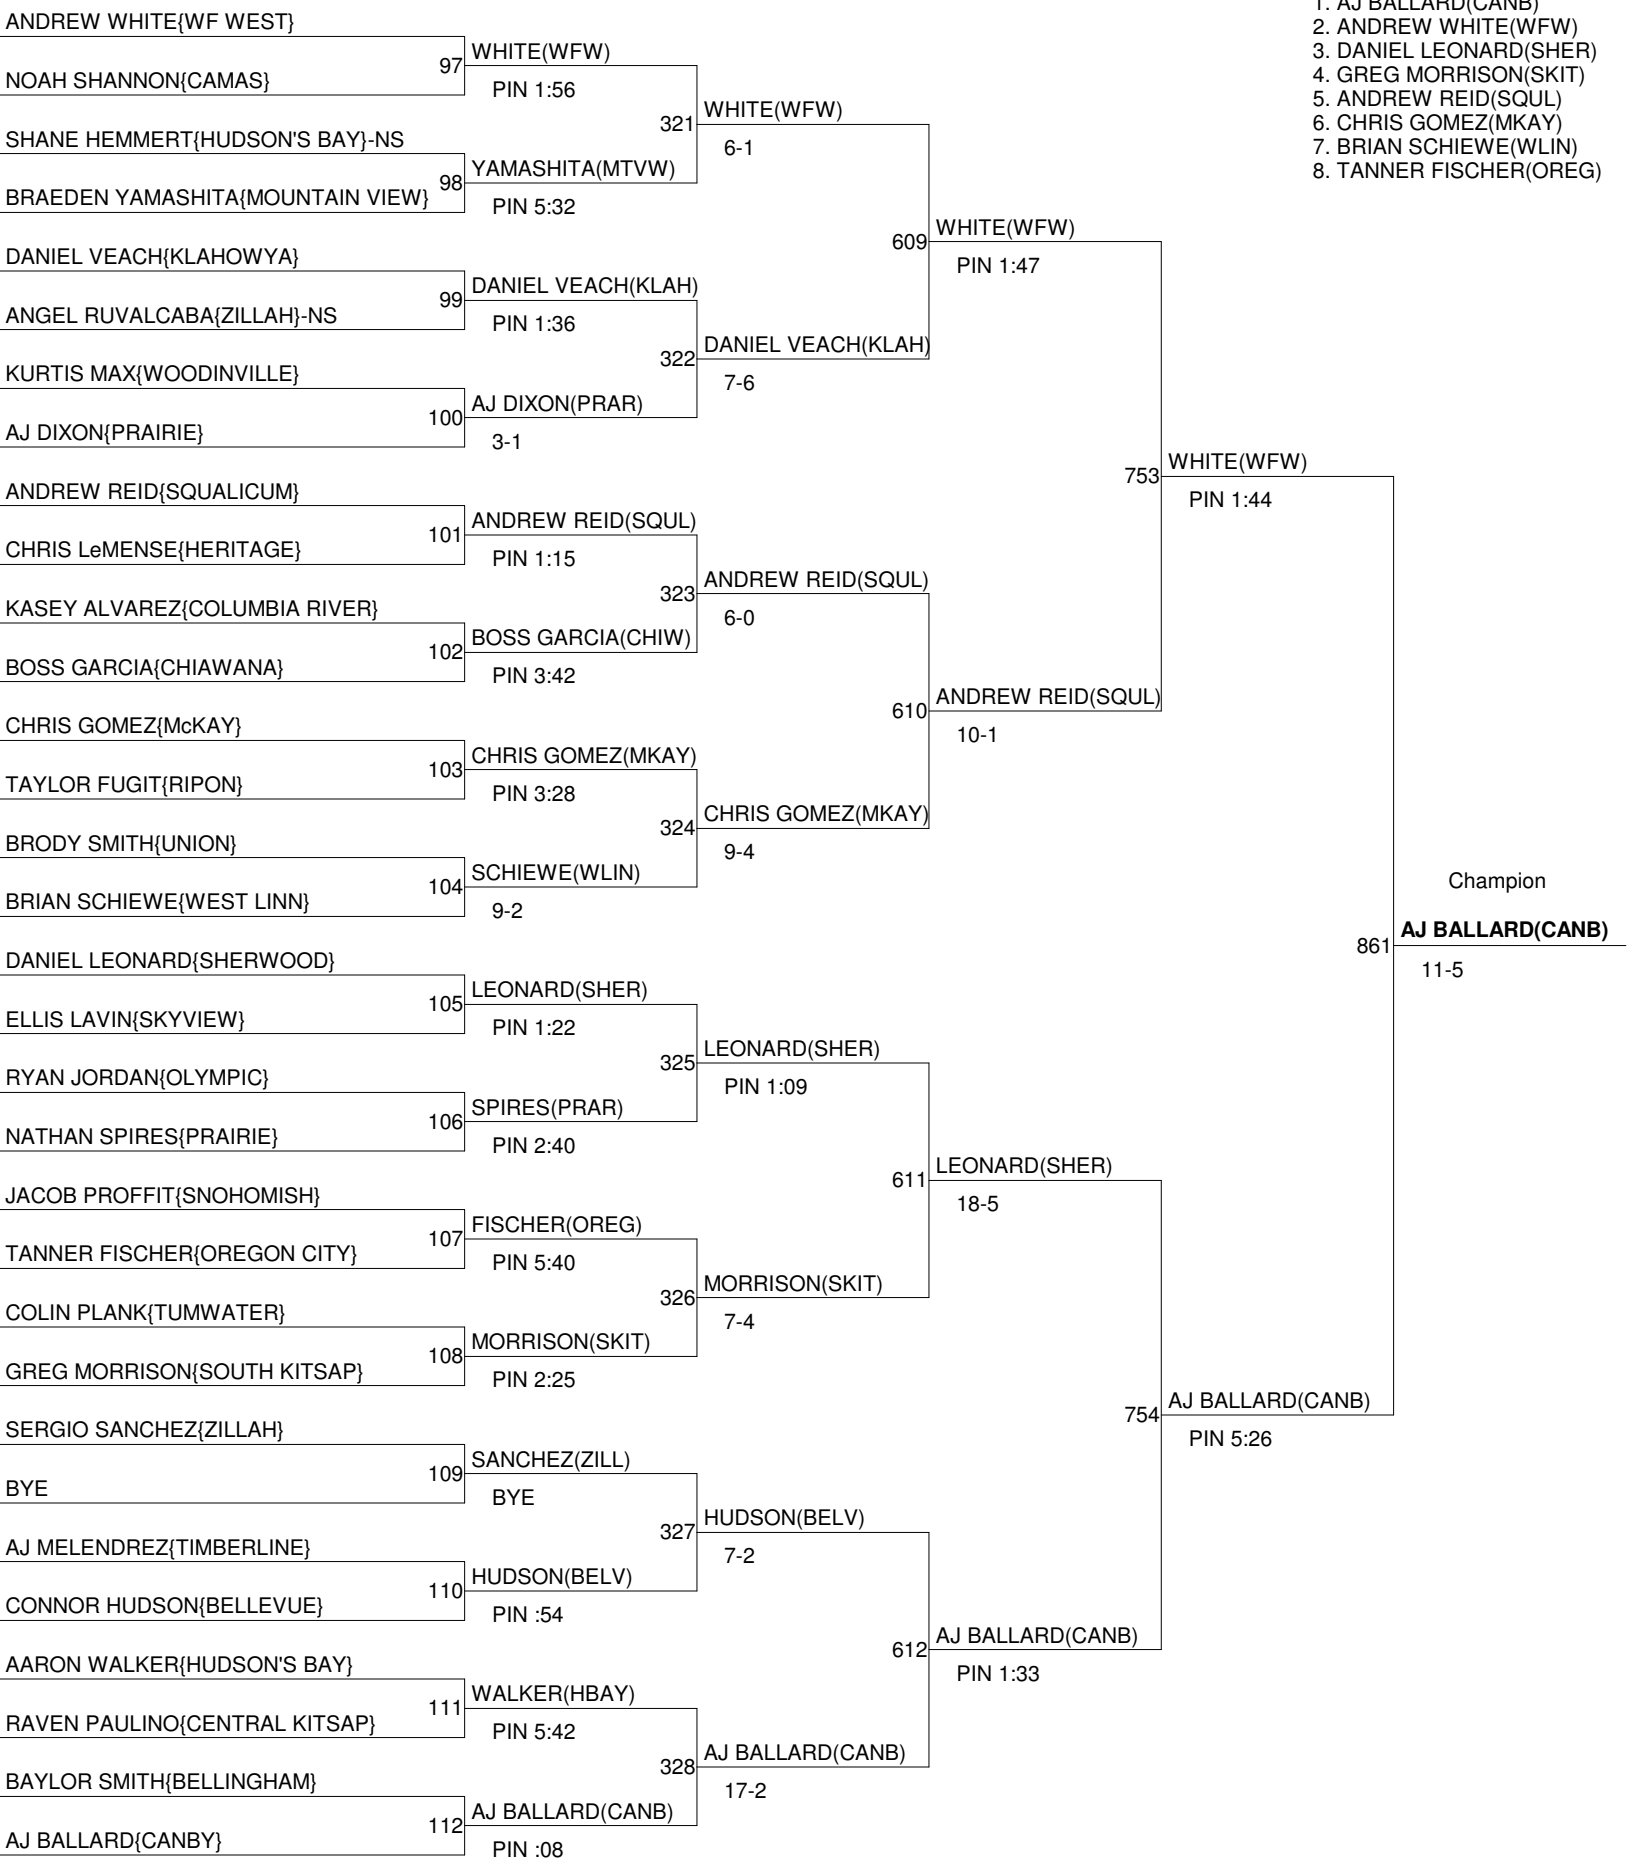 1. AJ BALLARD(CANB)
2. ANDREW WHITE(WFW)
3. DANIEL LEONARD(SHER)
4. GREG MORRISON(SKIT)
5. ANDREW REID(SQUL)
6. CHRIS GOMEZ(MKAY)
7. BRIAN SCHIEWE(WLIN)
8. TANNER FISCHER(OREG)
ANDREW WHITE{WF WEST}
NOAH SHANNON{CAMAS}
SHANE HEMMERT{HUDSON'S BAY}-NS
BRAEDEN YAMASHITA{MOUNTAIN VIEW}
DANIEL VEACH{KLAHOWYA}
ANGEL RUVALCABA{ZILLAH}-NS
KURTIS MAX{WOODINVILLE}
AJ DIXON{PRAIRIE}
ANDREW REID{SQUALICUM}
CHRIS LeMENSE{HERITAGE}
KASEY ALVAREZ{COLUMBIA RIVER}
BOSS GARCIA{CHIAWANA}
CHRIS GOMEZ{McKAY}
TAYLOR FUGIT{RIPON}
BRODY SMITH{UNION}
BRIAN SCHIEWE{WEST LINN}
DANIEL LEONARD{SHERWOOD}
ELLIS LAVIN{SKYVIEW}
RYAN JORDAN{OLYMPIC}
NATHAN SPIRES{PRAIRIE}
JACOB PROFFIT{SNOHOMISH}
TANNER FISCHER{OREGON CITY}
COLIN PLANK{TUMWATER}
GREG MORRISON{SOUTH KITSAP}
SERGIO SANCHEZ{ZILLAH}
BYE
AJ MELENDREZ{TIMBERLINE}
CONNOR HUDSON{BELLEVUE}
AARON WALKER{HUDSON'S BAY}
RAVEN PAULINO{CENTRAL KITSAP}
BAYLOR SMITH{BELLINGHAM}
AJ BALLARD{CANBY}
97 WHITE(WFW)
PIN 1:56
98 YAMASHITA(MTVW)
PIN 5:32
99 DANIEL VEACH(KLAH)
PIN 1:36
100 AJ DIXON(PRAR)
3-1
101 ANDREW REID(SQUL)
PIN 1:15
102 BOSS GARCIA(CHIW)
PIN 3:42
103 CHRIS GOMEZ(MKAY)
PIN 3:28
104 SCHIEWE(WLIN)
9-2
105 LEONARD(SHER)
PIN 1:22
106 SPIRES(PRAR)
PIN 2:40
107 FISCHER(OREG)
PIN 5:40
108 MORRISON(SKIT)
PIN 2:25
109 SANCHEZ(ZILL)
BYE
110 HUDSON(BELV)
PIN :54
111 WALKER(HBAY)
PIN 5:42
112 AJ BALLARD(CANB)
PIN :08
321 WHITE(WFW)
6-1
322 DANIEL VEACH(KLAH)
7-6
323 ANDREW REID(SQUL)
6-0
324 CHRIS GOMEZ(MKAY)
9-4
325 LEONARD(SHER)
PIN 1:09
326 MORRISON(SKIT)
7-4
327 HUDSON(BELV)
7-2
328 AJ BALLARD(CANB)
17-2
609 WHITE(WFW)
PIN 1:47
610 ANDREW REID(SQUL)
10-1
611 LEONARD(SHER)
18-5
612 AJ BALLARD(CANB)
PIN 1:33
753 WHITE(WFW)
PIN 1:44
754 AJ BALLARD(CANB)
PIN 5:26
Champion
861 AJ BALLARD(CANB)
11-5